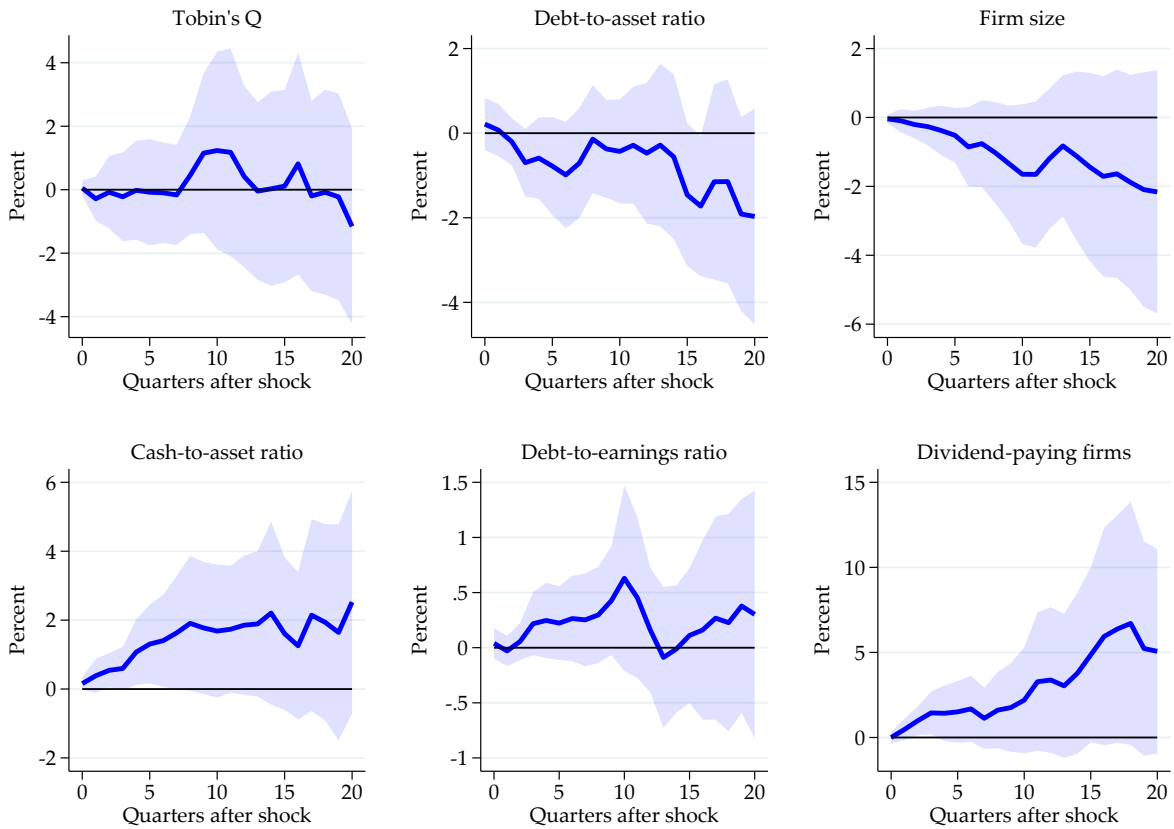 Tobin's Q
Percent
4
2
0
-2
-4
0 5 10 15 20
Quarters after shock
Debt-to-asset ratio
Percent
2
0
-2
-4
0 5 10 15 20
Quarters after shock
Firm size
Percent
2
0
-2
-4
-6
0 5 10 15 20
Quarters after shock
Cash-to-asset ratio
Percent
6
4
2
0
-2
0 5 10 15 20
Quarters after shock
Debt-to-earnings ratio
Percent
1.5
1
.5
0
-.5
-1
0 5 10 15 20
Quarters after shock
Dividend-paying firms
Percent
15
10
5
0
0 5 10 15 20
Quarters after shock